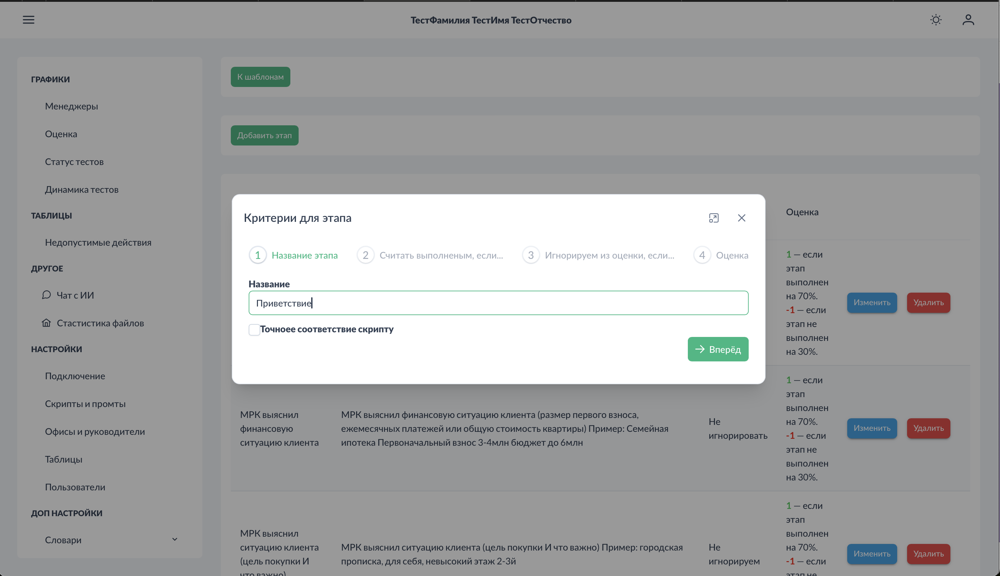 ТестФамилия ТестИмя ТестОтчество
ГРАФИКИ
Менеджеры
Оценка
Статус тестов
Динамика тестов
ТАБЛИЦЫ
Недопустимые действия
ДРУГОЕ
Чат с ИИ
Стастистика файлов
НАСТРОЙКИ
Подключение
Скрипты и промты
Офисы и руководители
Таблицы
Пользователи
ДОП НАСТРОЙКИ
Словари
К шаблонам
Добавить этап
Критерии для этапа
1 Название этапа
2 Считать выполненым, если...
3 Игнорируем из оценки, если...
4 Оценка
Название
Приветствие
Точноее соответствие скрипту
Вперёд
Оценка
1 — если
этап
выполнен
на 70%.
-1 — если
этап не
выполнен
на 30%.
Изменить
Удалить
МРК выяснил
финансовую
ситуацию клиента
МРК выяснил финансовую ситуацию клиента (размер первого взноса,
ежемесячных платежей или общую стоимость квартиры) Пример: Семейная
ипотека Первоначальный взнос 3-4млн бюджет до 6млн
Не
игнорировать
1 — если
этап
выполнен
на 70%.
-1 — если
этап не
выполнен
на 30%.
Изменить
Удалить
МРК выяснил
ситуацию клиента
(цель покупки И
что важно)
МРК выяснил ситуацию клиента (цель покупки И что важно) Пример: городская
прописка, для себя, невысокий этаж 2-3й
Не
игнорируем
1 — если
этап
выполнен
на 70%.
-1 — если
этап не
Изменить
Удалить